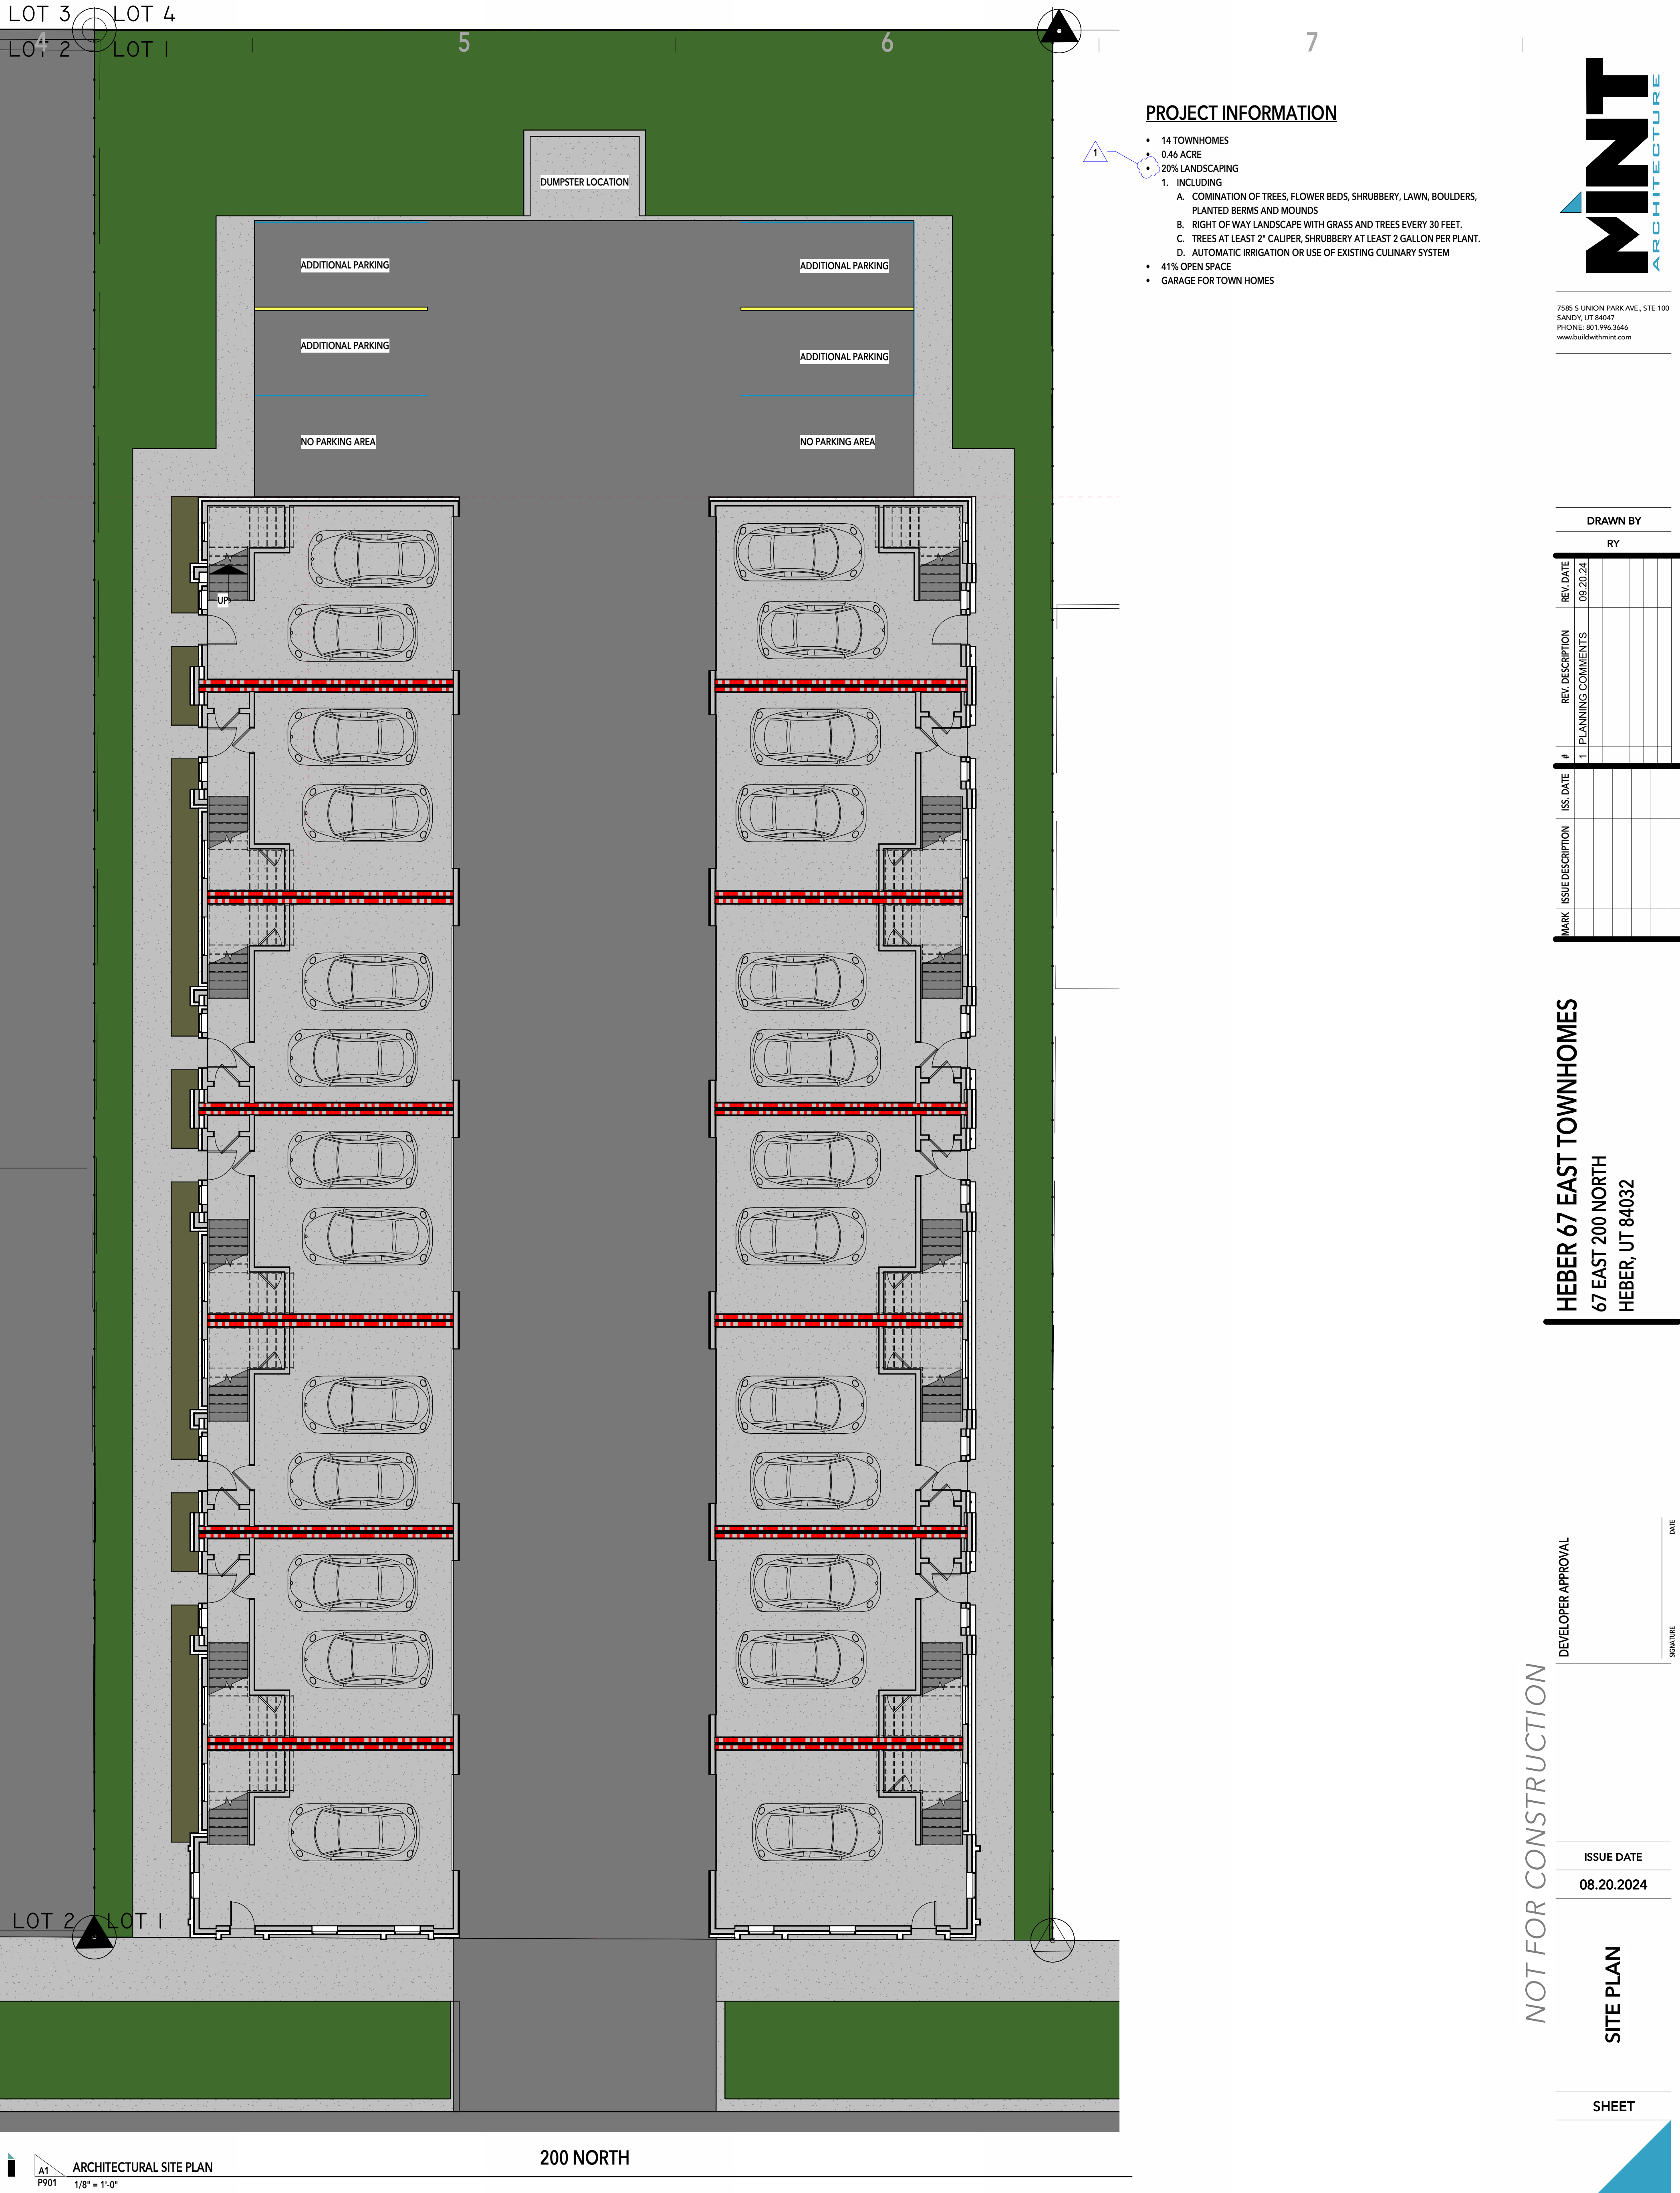 LOT 3 LOT 4
LOT 2 LOT 1
4 5 6 7
DUMPSTER LOCATION
ADDITIONAL PARKING
ADDITIONAL PARKING
ADDITIONAL PARKING
ADDITIONAL PARKING
NO PARKING AREA
NO PARKING AREA
UP
LOT 2 LOT 1
200 NORTH
A1
P901
ARCHITECTURAL SITE PLAN
1/8" = 1'-0"
PROJECT INFORMATION
1
• 14 TOWNHOMES
• 0.46 ACRE
• 20% LANDSCAPING
1. INCLUDING
A. COMINATION OF TREES, FLOWER BEDS, SHRUBBERY, LAWN, BOULDERS,
PLANTED BERMS AND MOUNDS
B. RIGHT OF WAY LANDSCAPE WITH GRASS AND TREES EVERY 30 FEET.
C. TREES AT LEAST 2" CALIPER, SHRUBBERY AT LEAST 2 GALLON PER PLANT.
D. AUTOMATIC IRRIGATION OR USE OF EXISTING CULINARY SYSTEM
• 41% OPEN SPACE
• GARAGE FOR TOWN HOMES
MINT
ARCHITECTURE
7585 S UNION PARK AVE., STE 100
SANDY, UT 84047
PHONE: 801.996.3646
www.buildwithmint.com
DRAWN BY
RY
# REV. DESCRIPTION REV. DATE
1 PLANNING COMMENTS 09.20.24
MARK ISSUE DESCRIPTION ISS. DATE
HEBER 67 EAST TOWNHOMES
67 EAST 200 NORTH
HEBER, UT 84032
DEVELOPER APPROVAL
SIGNATURE DATE
NOT FOR CONSTRUCTION
ISSUE DATE
08.20.2024
SITE PLAN
SHEET